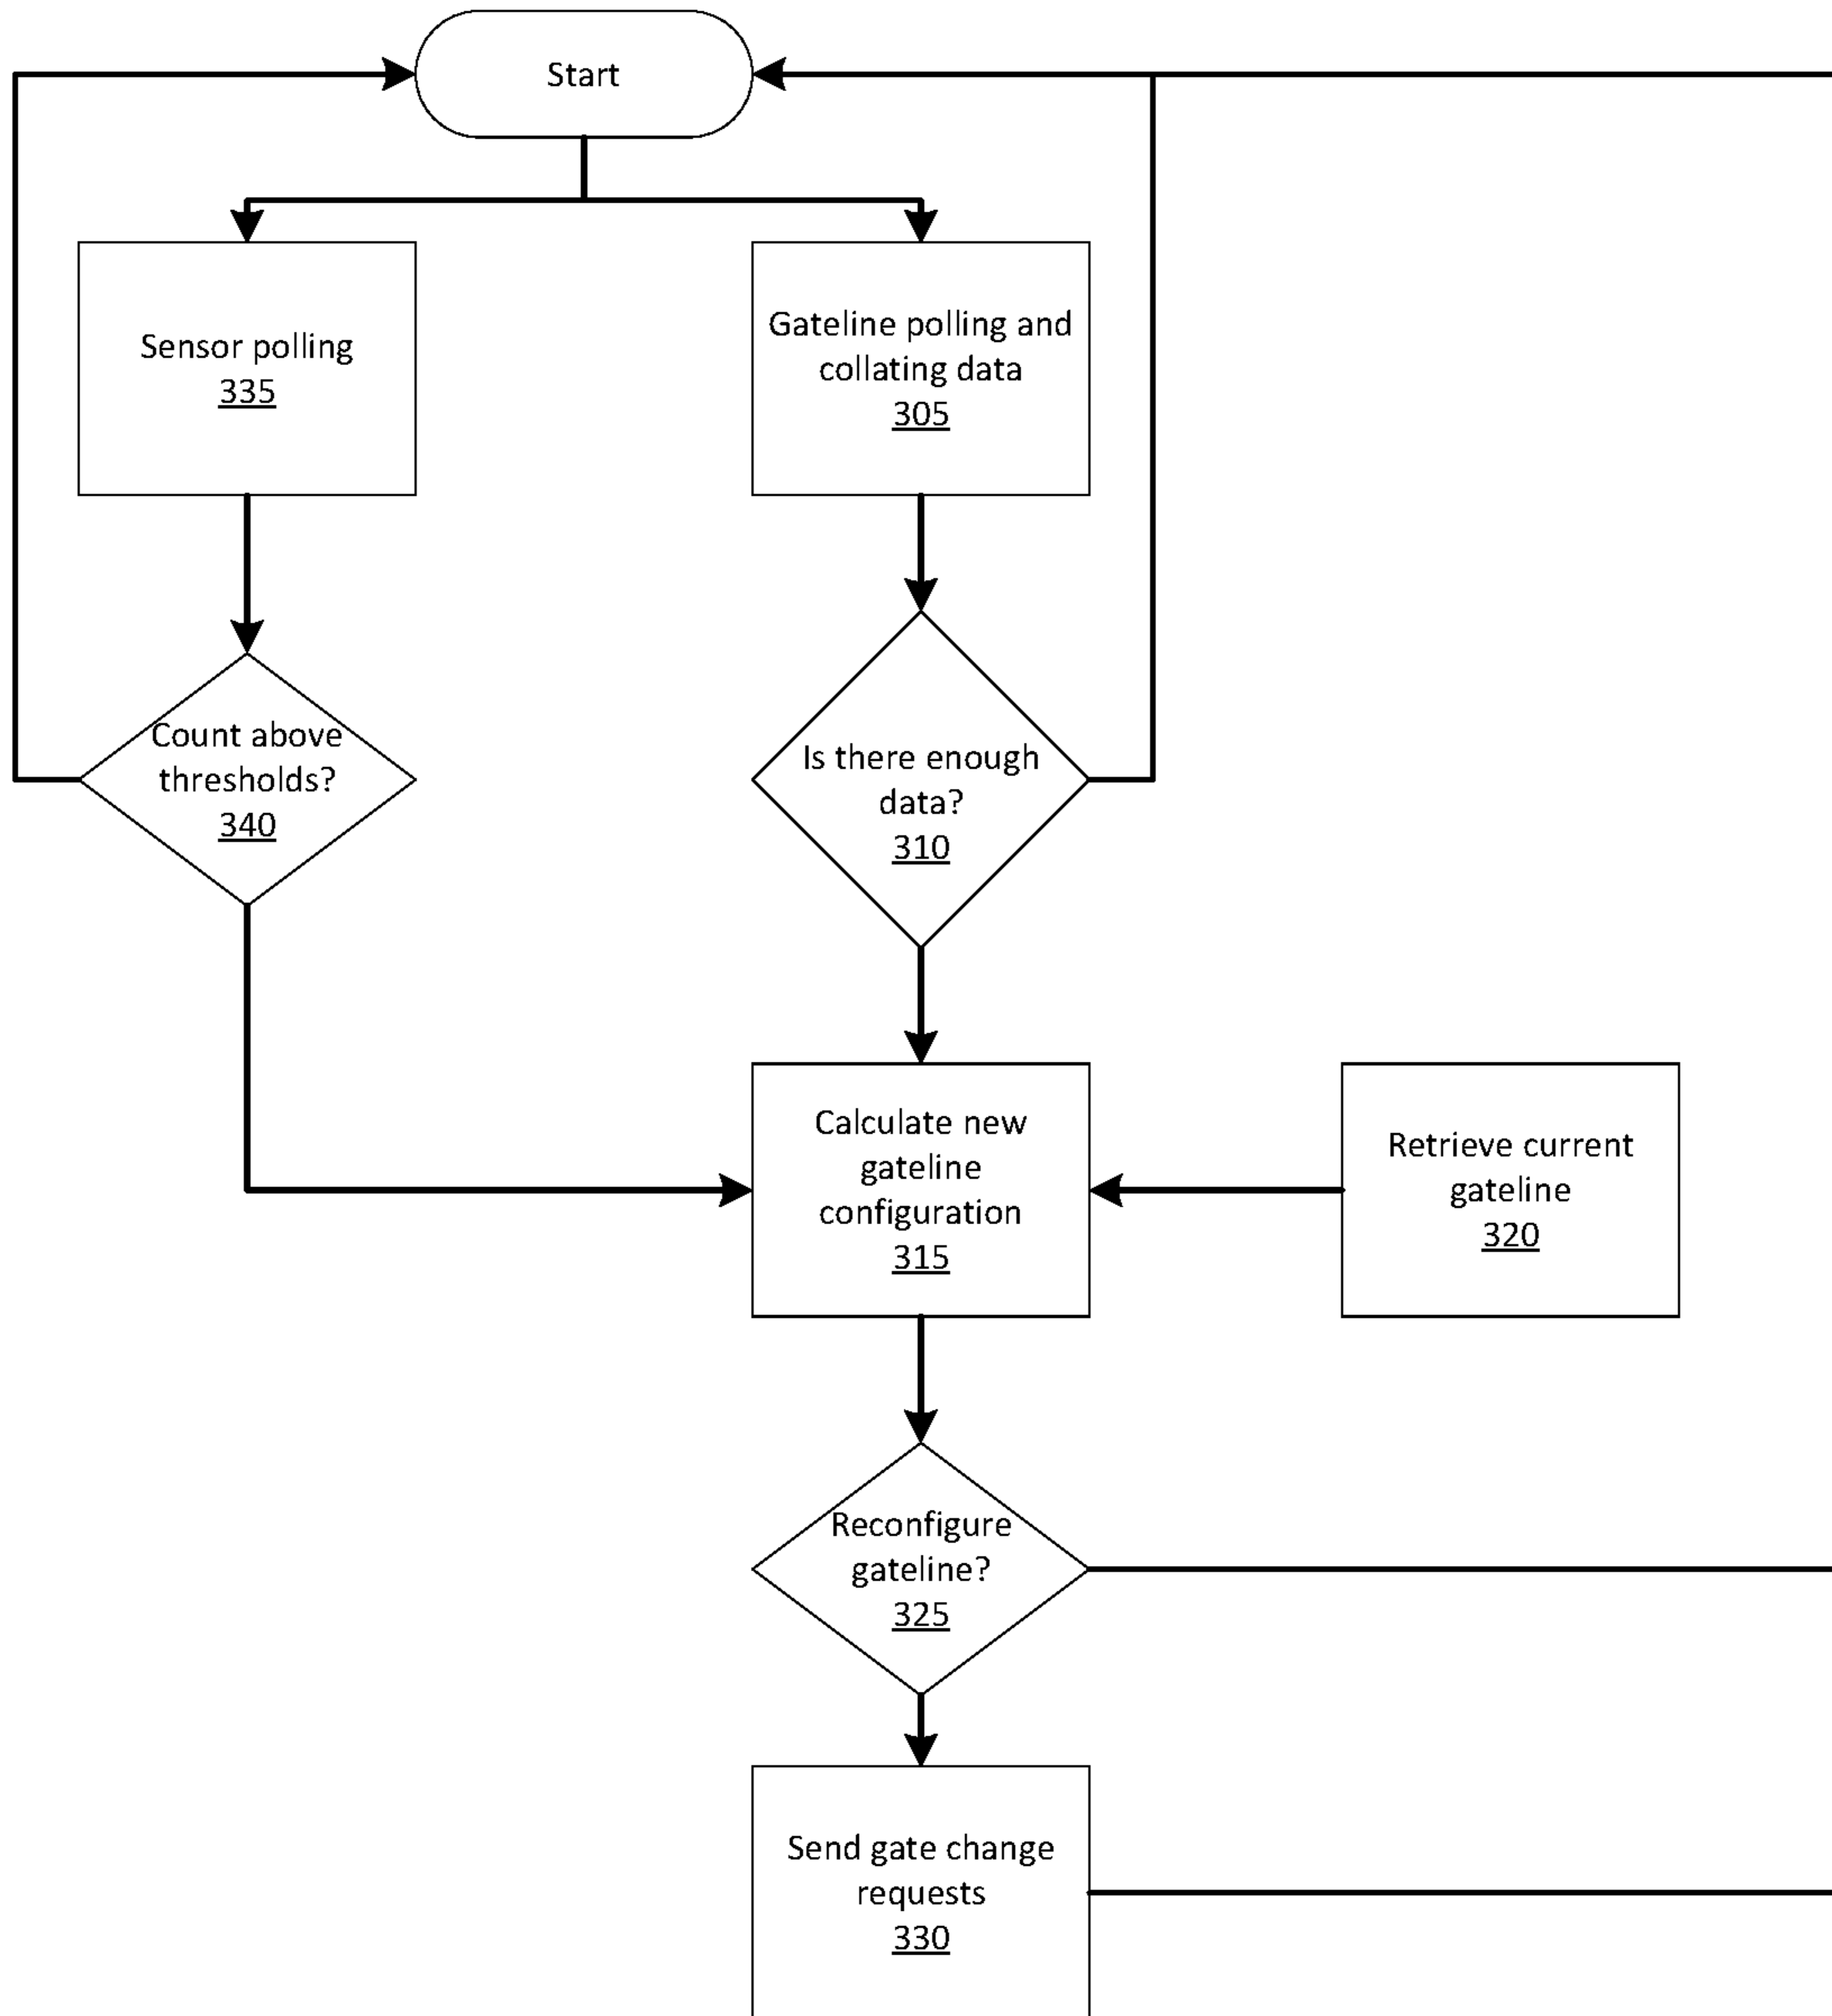 Start
Sensor polling
335
Gateline polling and
collating data
305
Count above
thresholds?
340
Is there enough
data?
310
Calculate new
gateline
configuration
315
Retrieve current
gateline
320
Reconfigure
gateline?
325
Send gate change
requests
330